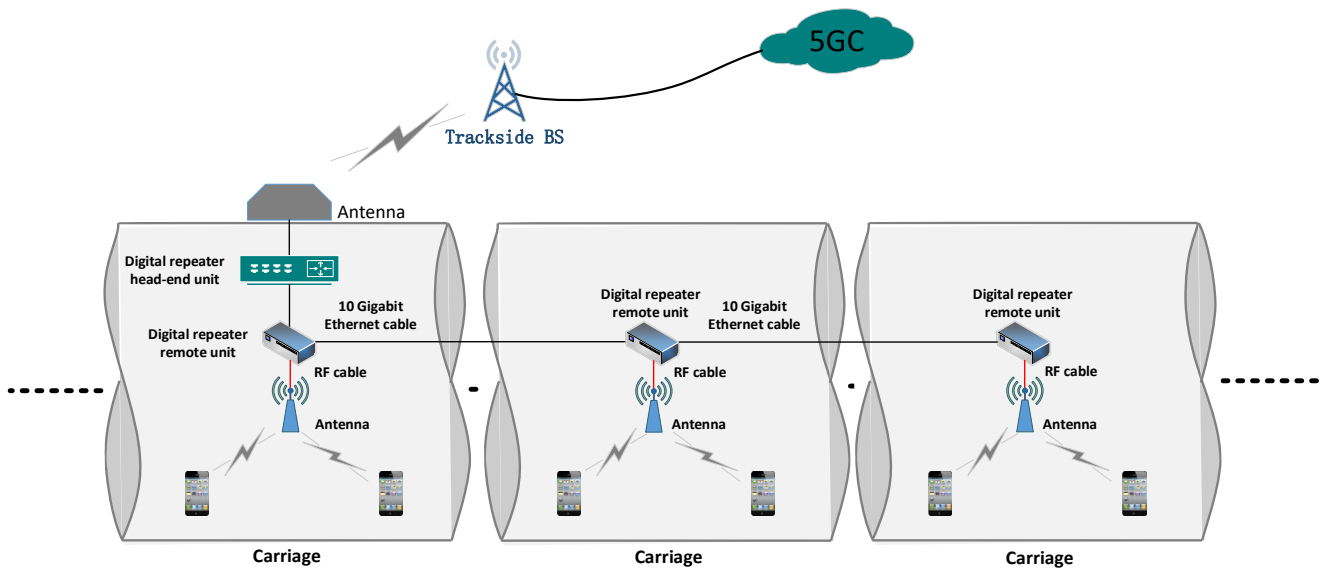 5GC
Trackside BS
Antenna
Digital repeater
head-end unit
10 Gigabit
Ethernet cable
Digital repeater
remote unit
RF cable
Antenna
Carriage
Digital repeater
remote unit
10 Gigabit
Ethernet cable
RF cable
Antenna
Carriage
Digital repeater
remote unit
RF cable
Antenna
Carriage